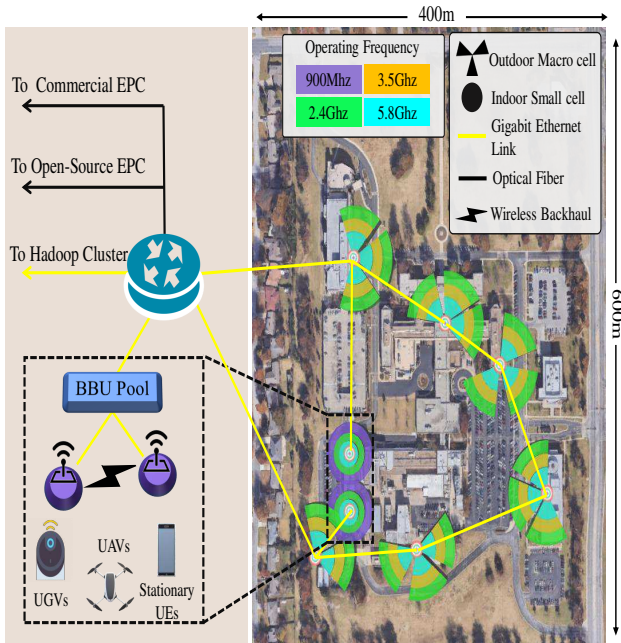 400m
600m
Operating Frequency
900Mhz
3.5Ghz
2.4Ghz
5.8Ghz
Outdoor Macro cell
Indoor Small cell
Gigabit Ethernet
Link
Optical Fiber
Wireless Backhaul
To Commercial EPC
To Open-Source EPC
To Hadoop Cluster
BBU Pool
UAVs
UGVs
Stationary
UEs